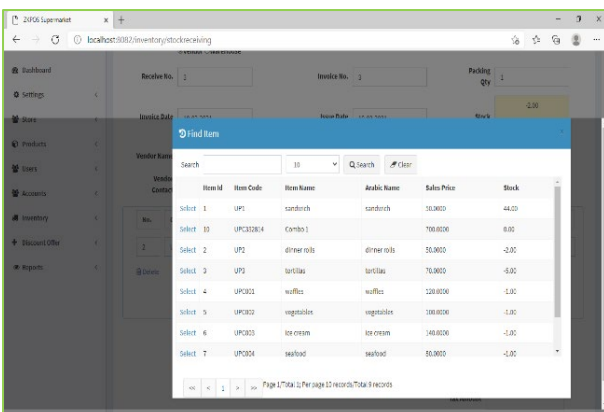 ZKPOS Supermarket
localhost:8082/inventory/stockreceiving
Dashboard
Settings
Store
Products
Users
Accounts
Inventory
Discount Offer
Reports
Receive No. 1
Invoice No. 1
Packing Qty 1
Invoice Date
Issue Date
Stock -2.00
Vendor Name
Vendor Contact
No.
2
Delete
Find Item
Search 10 Search Clear
Item Id Item Code Item Name Arabic Name Sales Price Stock
Select 1 UP1 sandwich sandwich 30.0000 44.00
Select 10 UPC332814 Combo 1 700.0000 0.00
Select 2 UP2 dinner rolls dinner rolls 50.0000 -2.00
Select 3 UP3 tortillas tortillas 70.0000
Select 4 UPC001 waffles waffles 120.0000 -1.00
Select 5 UPC002 vegetables vegetables 100.0000 -1.00
Select 6 UPC003 ice cream ice cream 140.0000 -1.00
Select 7 UPC004 seafood seafood 50.0000 -1.00
<< < 1 > >> Page 1/Total 1; Per page 10 records/Total 9 records